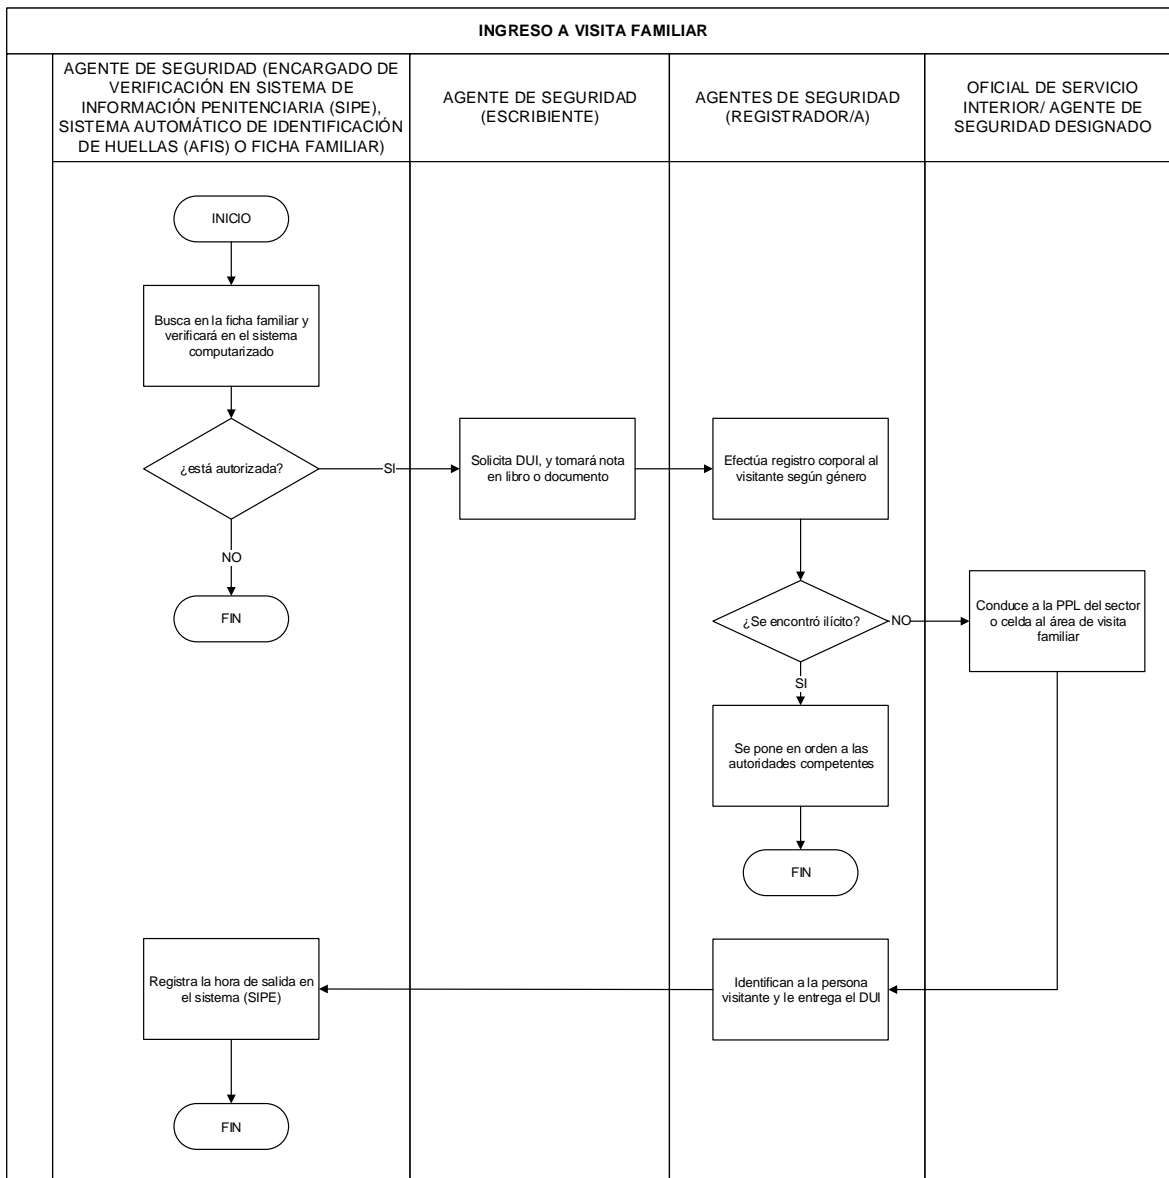 INGRESO A VISITA FAMILIAR
AGENTE DE SEGURIDAD (ENCARGADO DE
VERIFICACIÓN EN SISTEMA DE
INFORMACIÓN PENITENCIARIA (SIPE),
SISTEMA AUTOMÁTICO DE IDENTIFICACIÓN
DE HUELLAS (AFIS) O FICHA FAMILIAR)
AGENTE DE SEGURIDAD
(ESCRIBIENTE)
AGENTES DE SEGURIDAD
(REGISTRADOR/A)
OFICIAL DE SERVICIO
INTERIOR/ AGENTE DE
SEGURIDAD DESIGNADO
INICIO
Busca en la ficha familiar y
verificará en el sistema
computarizado
¿está autorizada?
SI
Solicita DUI, y tomará nota
en libro o documento
Efectúa registro corporal al
visitante según género
NO
FIN
¿Se encontró ilícito?
NO
Conduce a la PPL del sector
o celda al área de visita
familiar
SI
Se pone en orden a las
autoridades competentes
FIN
Identifican a la persona
visitante y le entrega el DUI
Registra la hora de salida en
el sistema (SIPE)
FIN